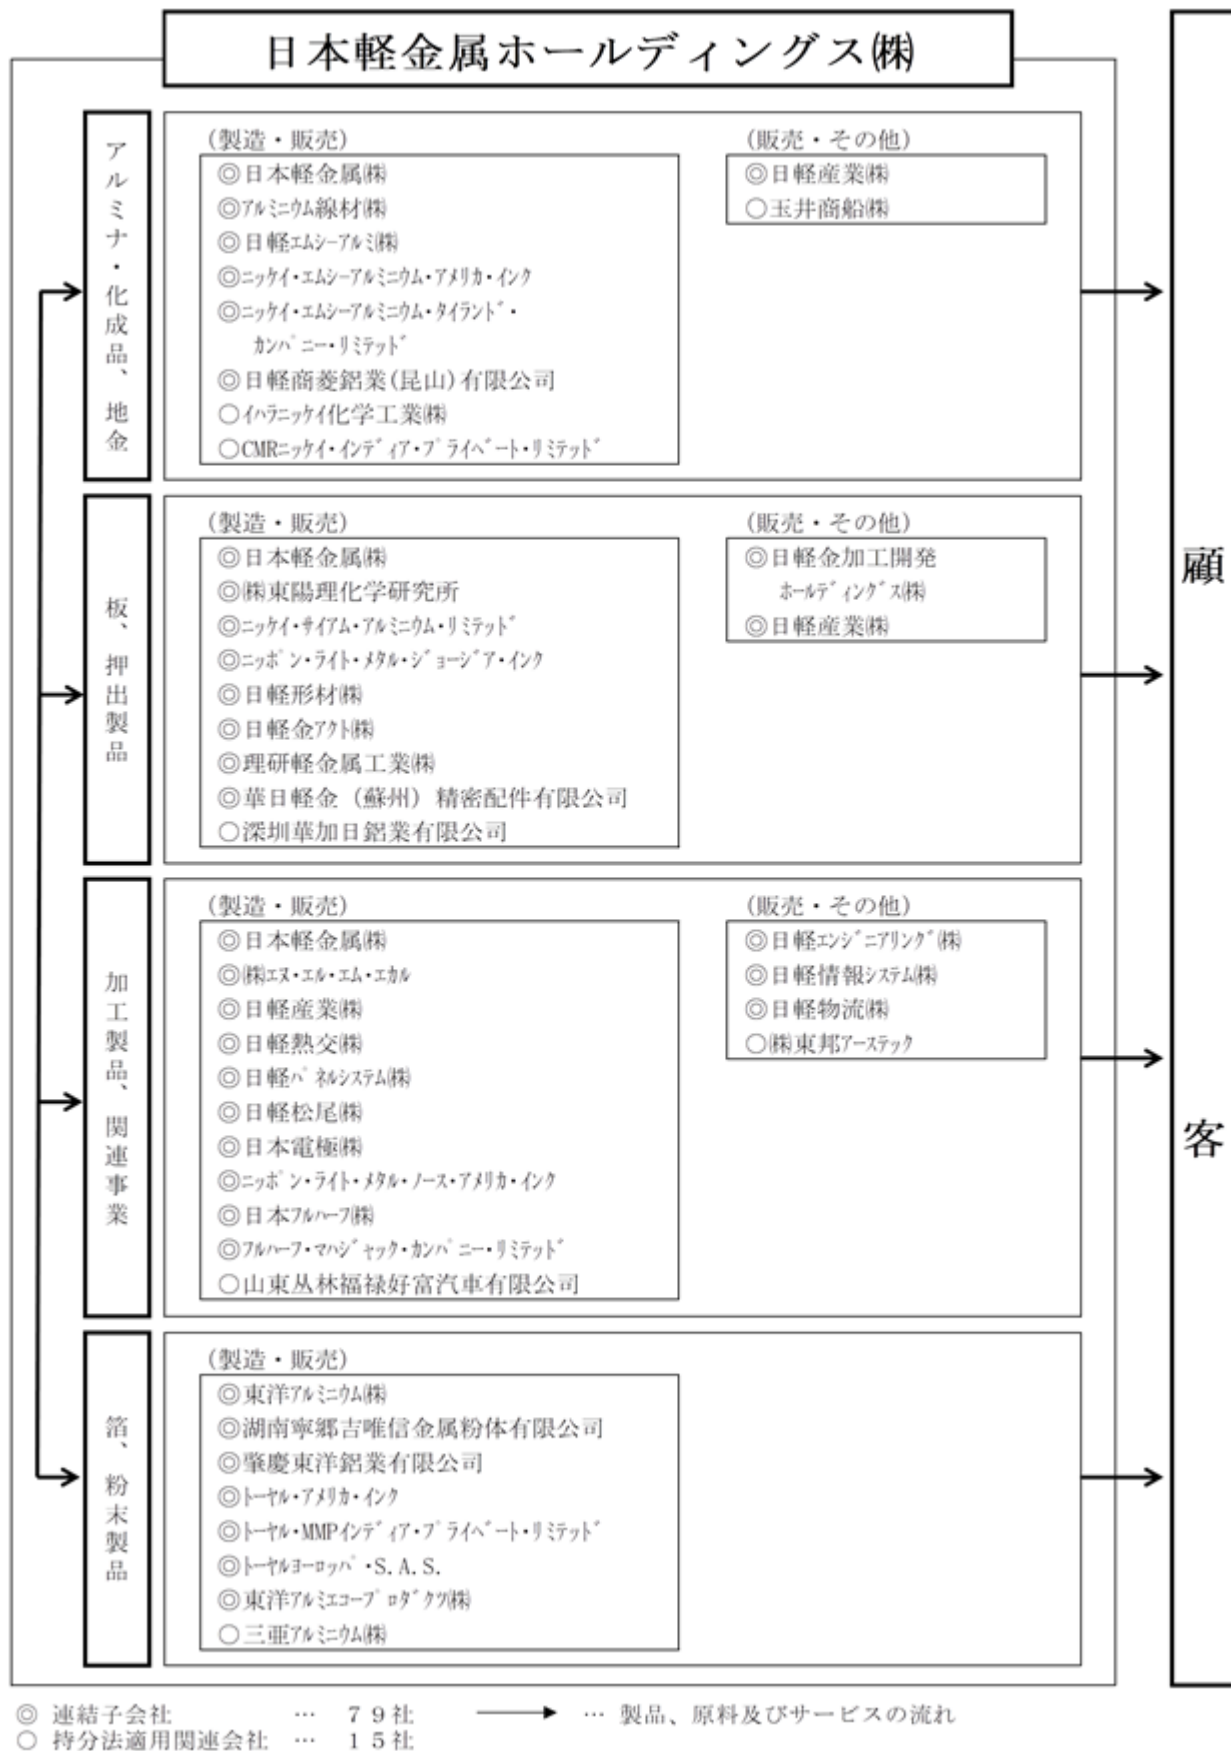 日本軽金属ホールディングス㈱
アルミナ・化成品、地金
(製造・販売)
◎日本軽金属㈱
◎ｱﾙﾐﾆｳﾑ線材㈱
◎日軽ｴﾑｼｰｱﾙﾐ㈱
◎ﾆｯｹｲ・ｴﾑｼｰｱﾙﾐﾆｳﾑ・ｱﾒﾘｶ・ｲﾝｸ
◎ﾆｯｹｲ・ｴﾑｼｰｱﾙﾐﾆｳﾑ・ﾀｲﾗﾝﾄﾞ・
ｶﾝﾊﾟﾆｰ・ﾘﾐﾃｯﾄﾞ
◎日軽商菱鋁業(昆山)有限公司
○ｲﾊﾗﾆｯｹｲ化学工業㈱
○CMRﾆｯｹｲ・ｲﾝﾃﾞｨｱ・ﾌﾟﾗｲﾍﾞｰﾄ・ﾘﾐﾃｯﾄﾞ
(販売・その他)
◎日軽産業㈱
○玉井商船㈱
板、押出製品
(製造・販売)
◎日本軽金属㈱
◎㈱東陽理化学研究所
◎ﾆｯｹｲ・ｻｲｱﾑ・ｱﾙﾐﾆｳﾑ・ﾘﾐﾃｯﾄﾞ
◎ﾆｯﾎﾟﾝ・ﾗｲﾄ・ﾒﾀﾙ・ｼﾞｮｰｼﾞｱ・ｲﾝｸ
◎日軽形材㈱
◎日軽金ｱｸﾄ㈱
◎理研軽金属工業㈱
◎華日軽金（蘇州）精密配件有限公司
○深圳華加日鋁業有限公司
(販売・その他)
◎日軽金加工開発
ﾎｰﾙﾃﾞｨﾝｸﾞｽ㈱
◎日軽産業㈱
加工製品、関連事業
(製造・販売)
◎日本軽金属㈱
◎㈱ｴﾇ・ｴﾙ・ｴﾑ・ｴｶﾙ
◎日軽産業㈱
◎日軽熱交㈱
◎日軽ﾊﾟﾈﾙｼｽﾃﾑ㈱
◎日軽松尾㈱
◎日本電極㈱
◎ﾆｯﾎﾟﾝ・ﾗｲﾄ・ﾒﾀﾙ・ﾉｰｽ・ｱﾒﾘｶ・ｲﾝｸ
◎日本ﾌﾙﾊｰﾌ㈱
◎ﾌﾙﾊｰﾌ・ﾏﾊｼﾞｬｯｸ・ｶﾝﾊﾟﾆｰ・ﾘﾐﾃｯﾄﾞ
○山東丛林福禄好富汽車有限公司
(販売・その他)
◎日軽ｴﾝｼﾞﾆｱﾘﾝｸﾞ㈱
◎日軽情報ｼｽﾃﾑ㈱
◎日軽物流㈱
○㈱東邦ｱｰｽﾃｯｸ
箔、粉末製品
(製造・販売)
◎東洋ｱﾙﾐﾆｳﾑ㈱
◎湖南寧郷吉唯信金属粉体有限公司
◎肇慶東洋鋁業有限公司
◎ﾄｰﾔﾙ・ｱﾒﾘｶ・ｲﾝｸ
◎ﾄｰﾔﾙ・MMPｲﾝﾃﾞｨｱ・ﾌﾟﾗｲﾍﾞｰﾄ・ﾘﾐﾃｯﾄﾞ
◎ﾄｰﾔﾙﾖｰﾛｯﾊﾟ・S.A.S.
◎東洋ｱﾙﾐｴｺｰﾌﾟﾛﾀﾞｸﾂ㈱
○三亜ｱﾙﾐﾆｳﾑ㈱
顧客
◎ 連結子会社 … ７９社
… 製品、原料及びサービスの流れ
○ 持分法適用関連会社 … １５社